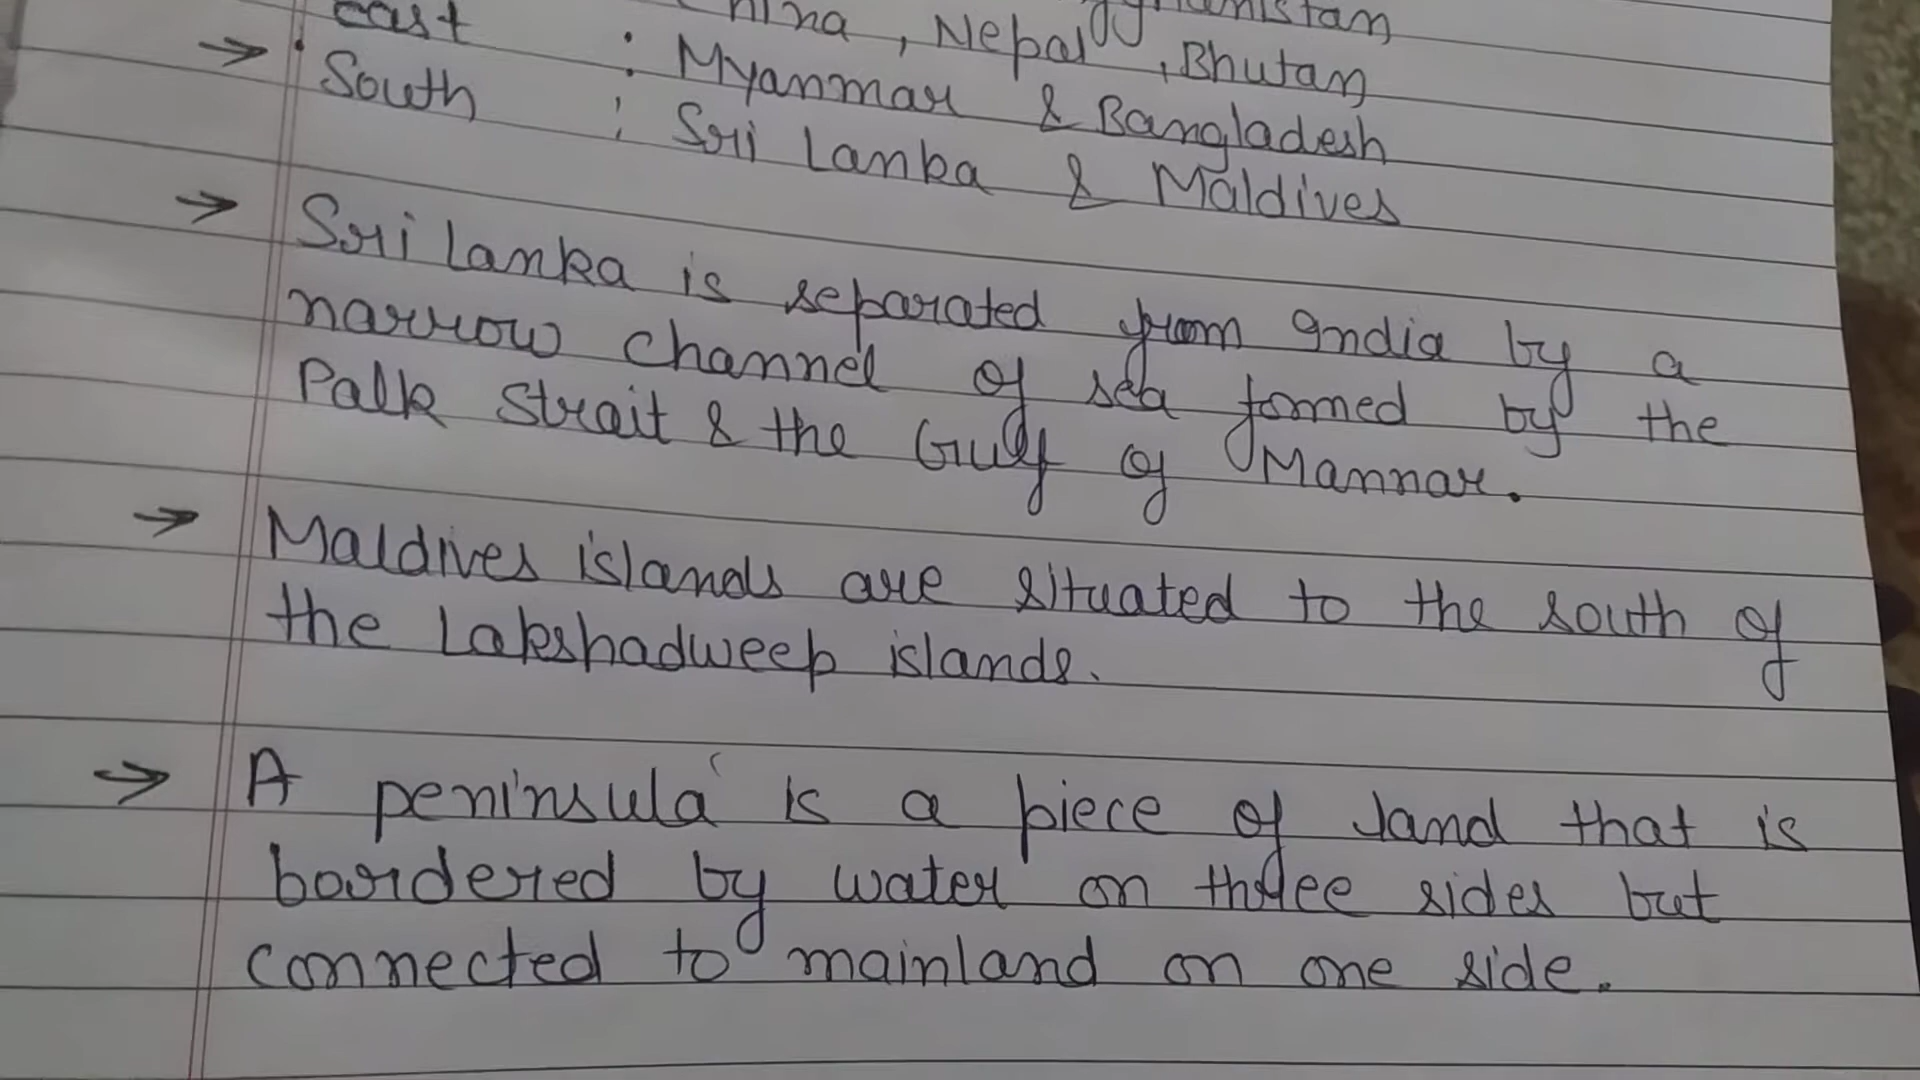 east : Myanmar & Bangladesh
South : Sri Lanka & Maldives
, Nepal, Bhutan
→ Sri Lanka is separated from India by a
narrow channel of sea formed by the
Palk Strait & the Gulf of Mannar.
→ Maldives islands are situated to the south of
the Lakshadweep islands.
→ A peninsula is a piece of land that is
bordered by water on three sides but
connected to mainland on one side.